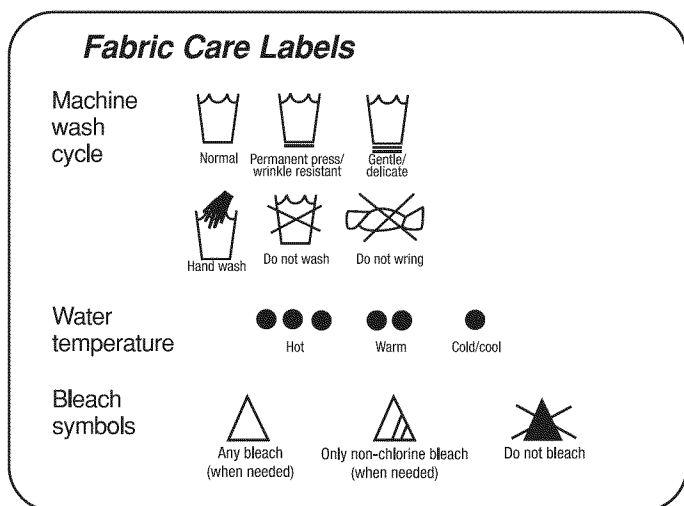 Fabric Care Labels
Machine
wash
cycle
Normal
Permanent press/
wrinkle resistant
Gentle/
delicate
Hand wash
Do not wash
Do not wring
Water
temperature
Hot
Warm
Cold/cool
Bleach
symbols
Any bleach
(when needed)
Only non-chlorine bleach
(when needed)
Do not bleach